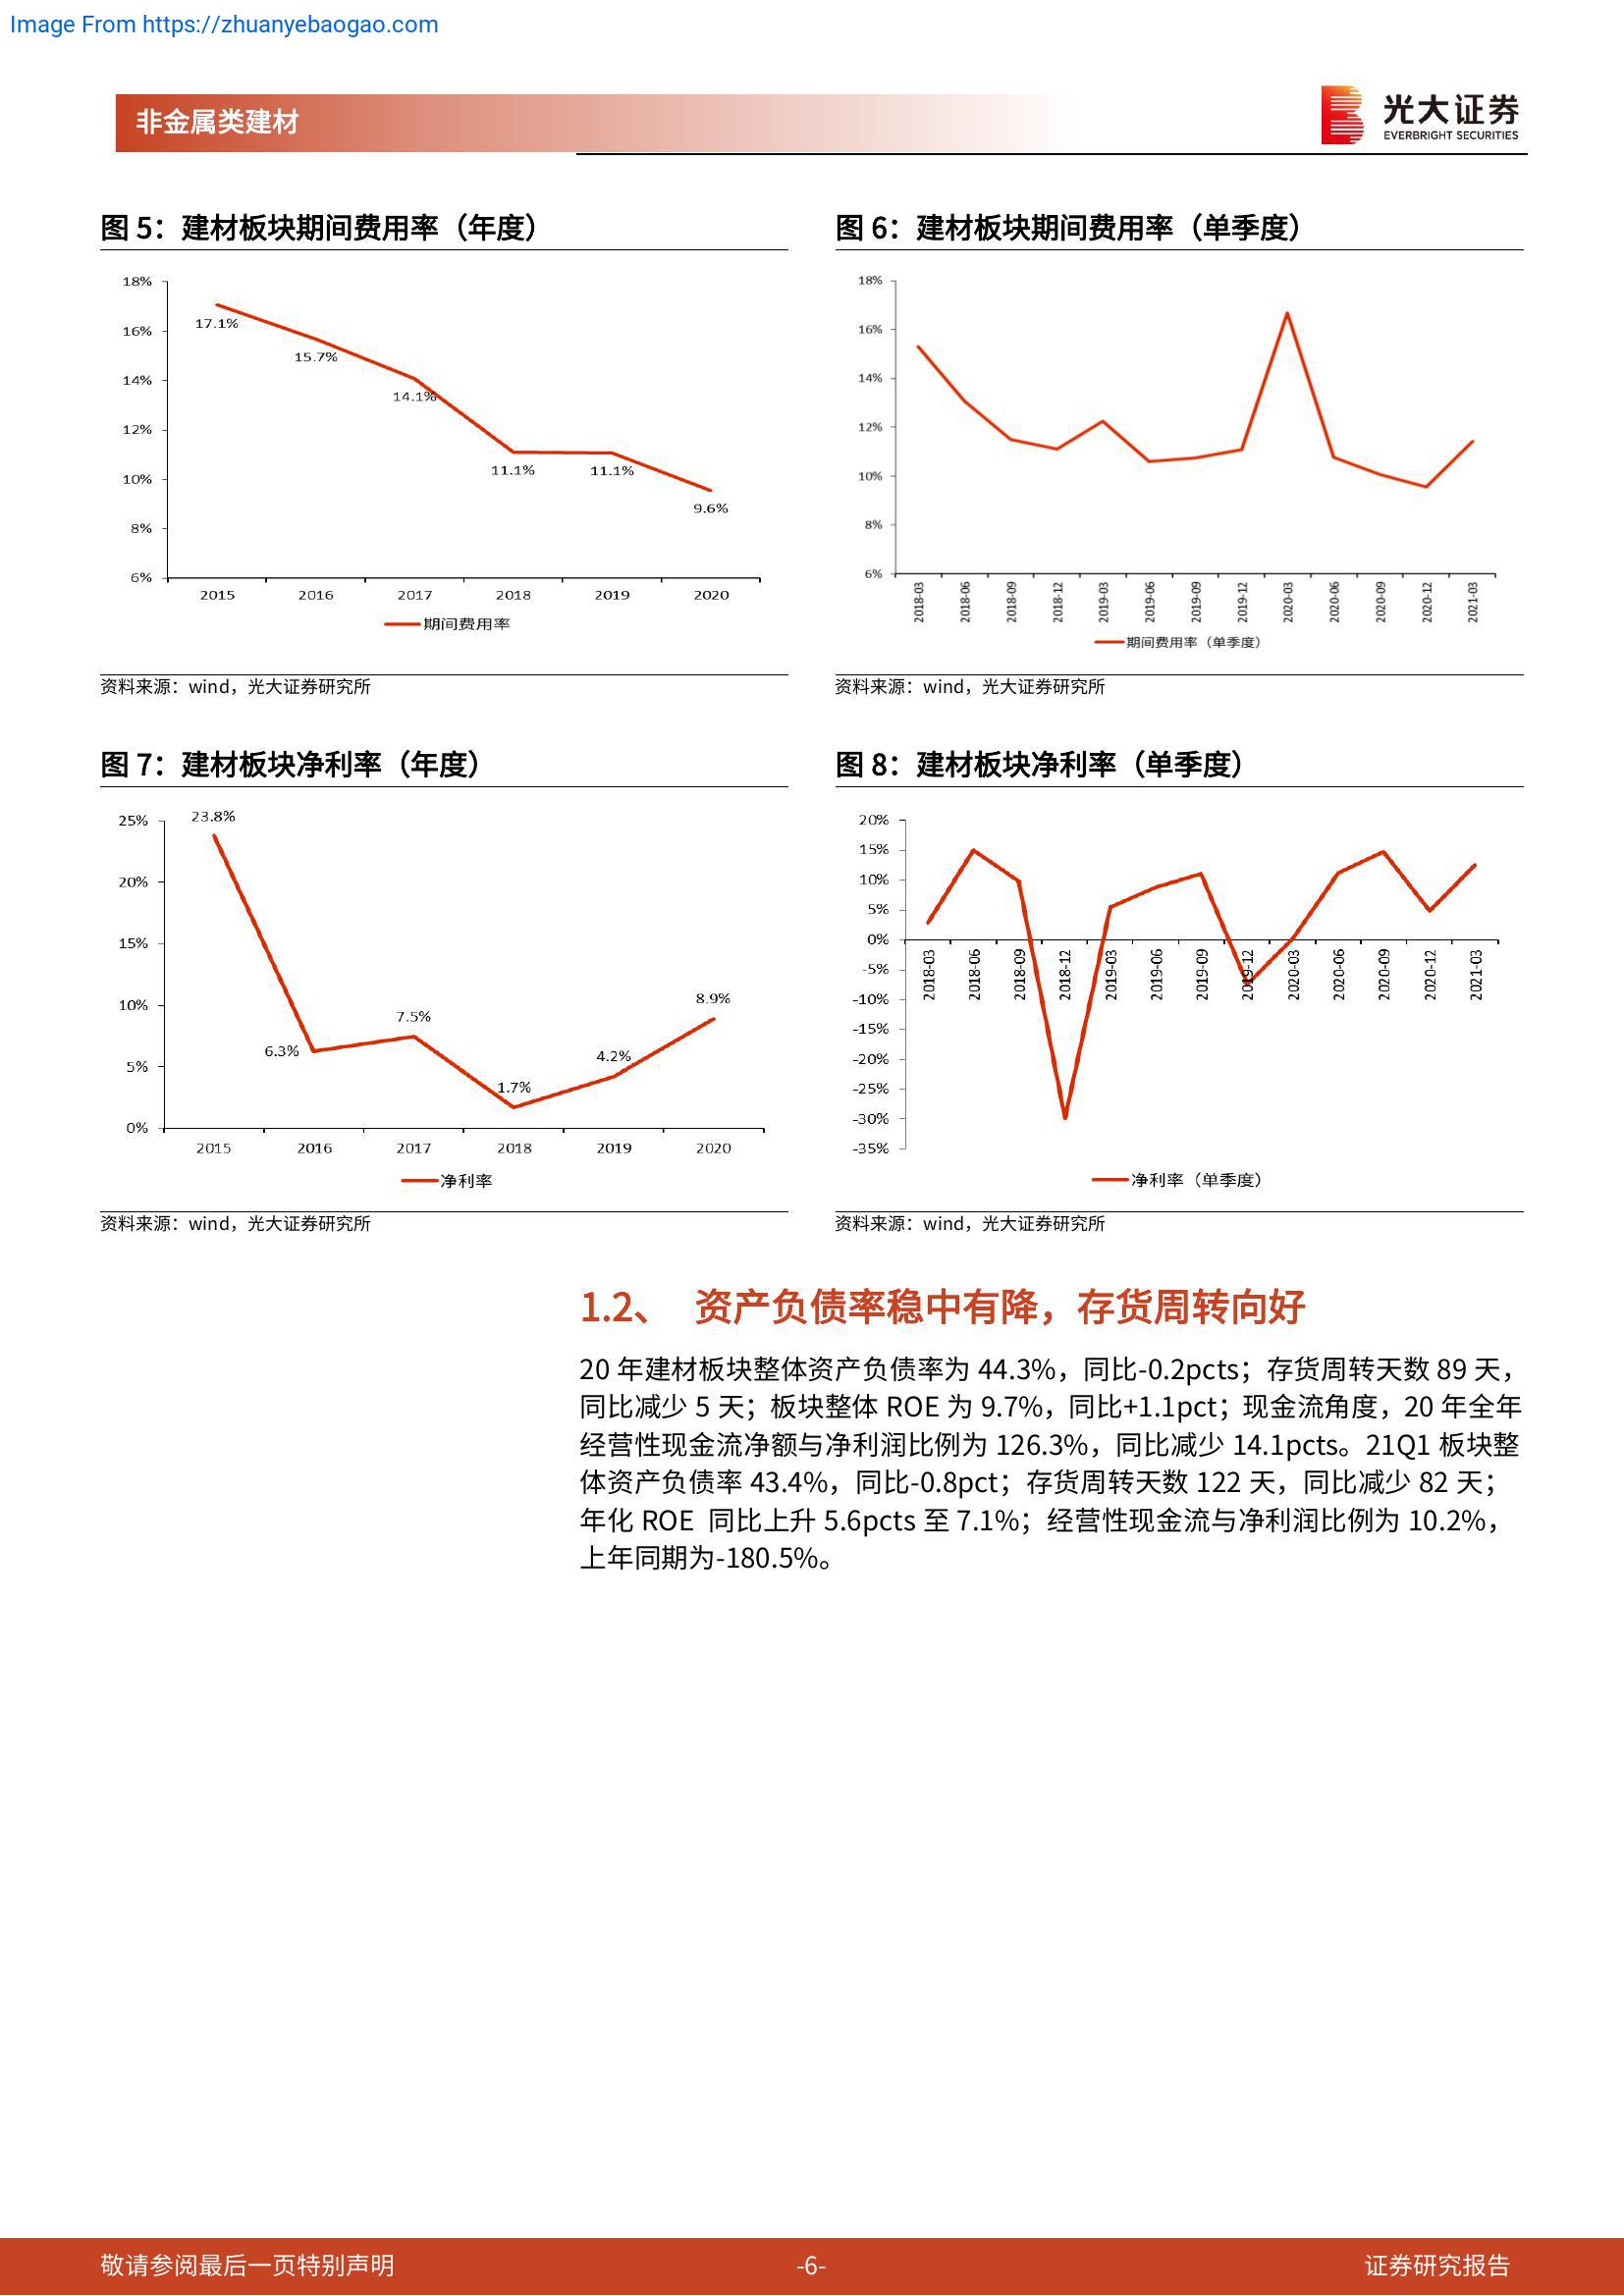 Image From https://zhuanyebaogao.com
非金属类建材
光大证券
EVERBRIGHT SECURITIES
图 5：建材板块期间费用率（年度）
18%
16%
14%
12%
10%
8%
6%
17.1%
15.7%
14.1%
11.1%
11.1%
9.6%
2015 2016 2017 2018 2019 2020
期间费用率
资料来源：wind，光大证券研究所
图 6：建材板块期间费用率（单季度）
18%
16%
14%
12%
10%
8%
6%
2018-03 2018-06 2018-09 2018-12 2019-03 2019-06 2019-09 2019-12 2020-03 2020-06 2020-09 2020-12 2021-03
期间费用率（单季度）
资料来源：wind，光大证券研究所
图 7：建材板块净利率（年度）
25%
20%
15%
10%
5%
0%
23.8%
6.3%
7.5%
1.7%
4.2%
8.9%
2015 2016 2017 2018 2019 2020
净利率
资料来源：wind，光大证券研究所
图 8：建材板块净利率（单季度）
20%
15%
10%
5%
0%
-5%
-10%
-15%
-20%
-25%
-30%
-35%
2018-03 2018-06 2018-09 2018-12 2019-03 2019-06 2019-09 2019-12 2020-03 2020-06 2020-09 2020-12 2021-03
净利率（单季度）
资料来源：wind，光大证券研究所
1.2、 资产负债率稳中有降，存货周转向好
20 年建材板块整体资产负债率为 44.3%，同比-0.2pcts；存货周转天数 89 天，
同比减少 5 天；板块整体 ROE 为 9.7%，同比+1.1pct；现金流角度，20 年全年
经营性现金流净额与净利润比例为 126.3%，同比减少 14.1pcts。21Q1 板块整
体资产负债率 43.4%，同比-0.8pct；存货周转天数 122 天，同比减少 82 天；
年化 ROE 同比上升 5.6pcts 至 7.1%；经营性现金流与净利润比例为 10.2%，
上年同期为-180.5%。
敬请参阅最后一页特别声明
-6-
证券研究报告